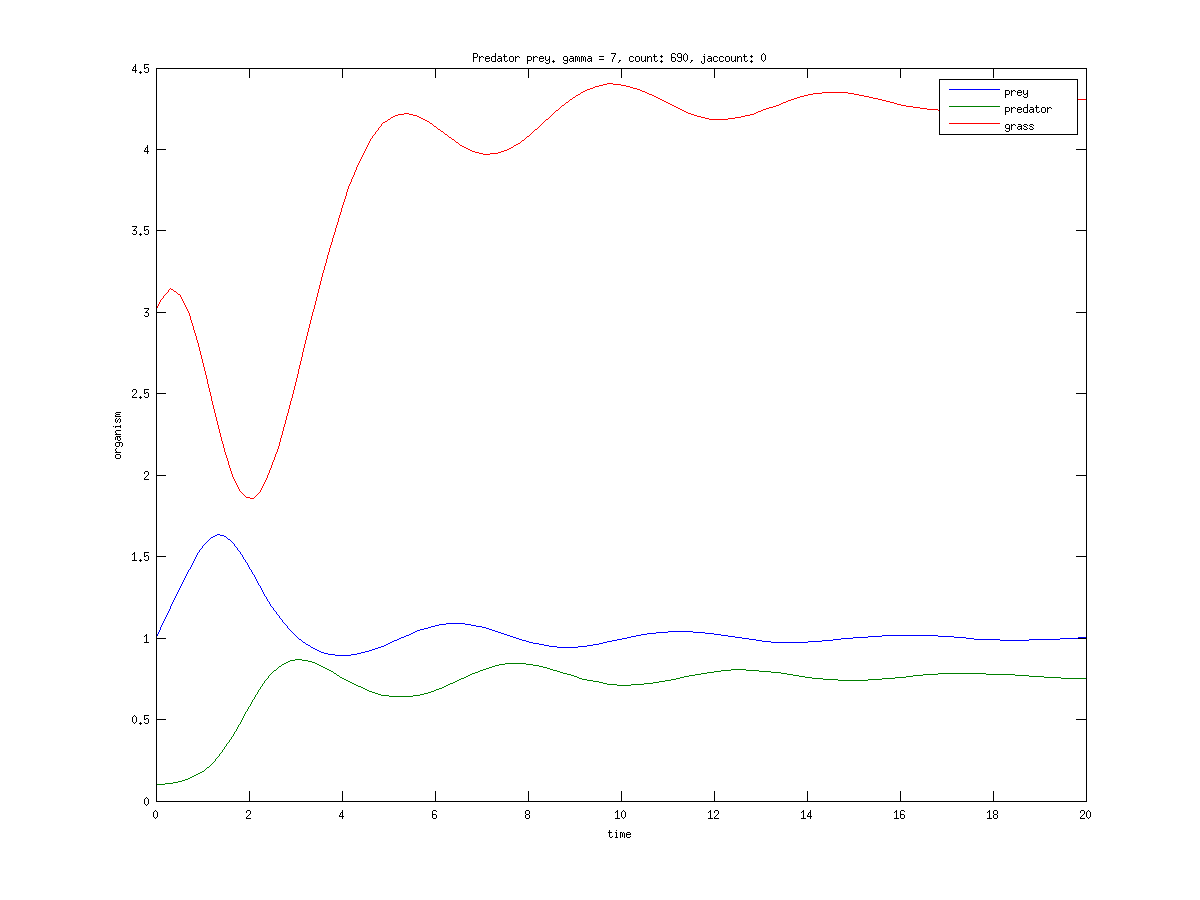 Predator prey. gamma = 7, count: 690, jaccount: 0
4.5
4
3.5
3
2.5
2
1.5
1
0.5
0
organism
prey
predator
grass
0 2 4 6 8 10 12 14 16 18 20
time